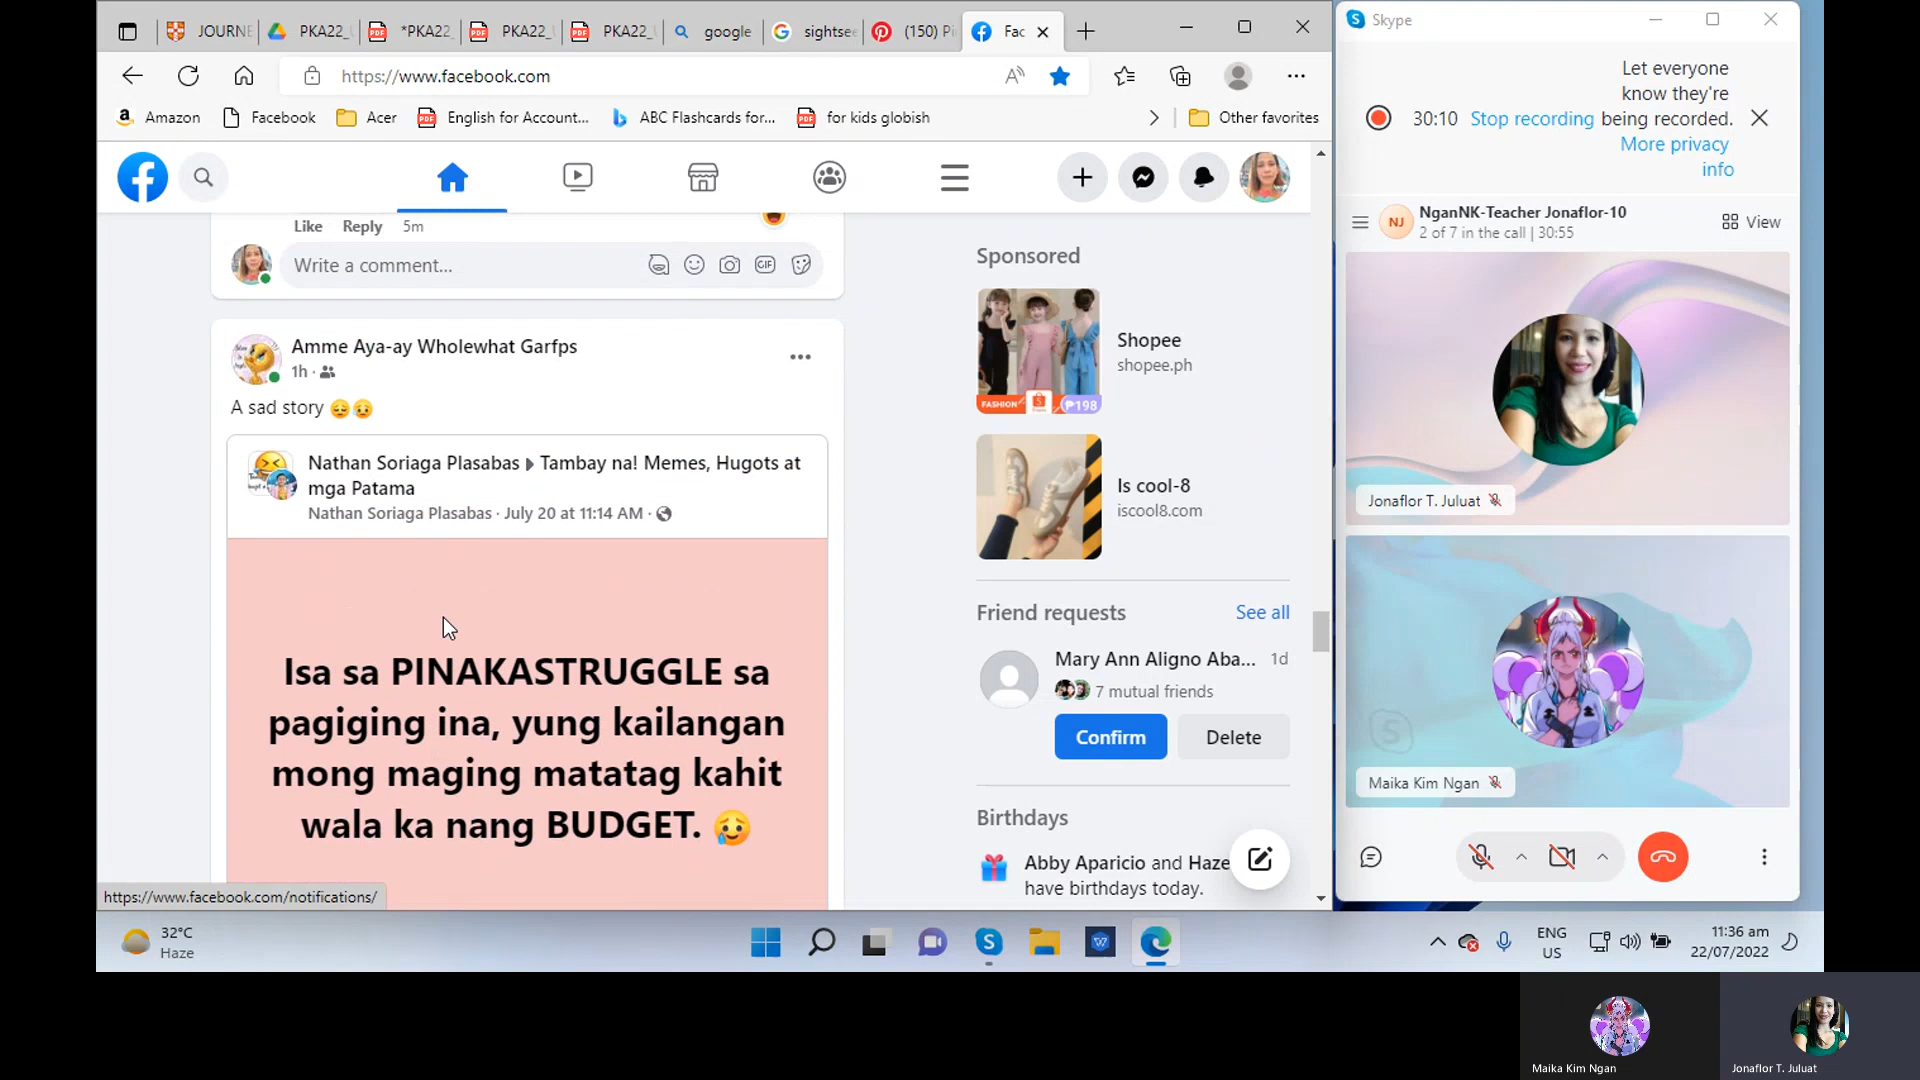 JOURNE
PKA22_
*PKA22_
PKA22_
PKA22_
google
sightsee
(150) Pi
Fac
https://www.facebook.com
Amazon
Facebook
Acer
English for Account...
ABC Flashcards for...
for kids globish
Other favorites
Like Reply 5m
Write a comment...
GIF
Amme Aya-ay Wholewhat Garfps
1h ·
A sad story
Nathan Soriaga Plasabas ▸ Tambay na! Memes, Hugots at
mga Patama
Nathan Soriaga Plasabas · July 20 at 11:14 AM ·
Isa sa PINAKASTRUGGLE sa
pagiging ina, yung kailangan
mong maging matatag kahit
wala ka nang BUDGET.
https://www.facebook.com/notifications/
Sponsored
FASHION
₱198
Shopee
shopee.ph
Is cool-8
iscool8.com
Friend requests
See all
Mary Ann Aligno Aba... 1d
7 mutual friends
Confirm
Delete
Birthdays
Abby Aparicio and Haze
have birthdays today.
Skype
30:10 Stop recording
Let everyone
know they're
being recorded.
More privacy
info
NJ
NganNK-Teacher Jonaflor-10
2 of 7 in the call | 30:55
View
Jonaflor T. Juluat
Maika Kim Ngan
32°C
Haze
ENG
US
11:36 am
22/07/2022
Maika Kim Ngan
Jonaflor T. Juluat